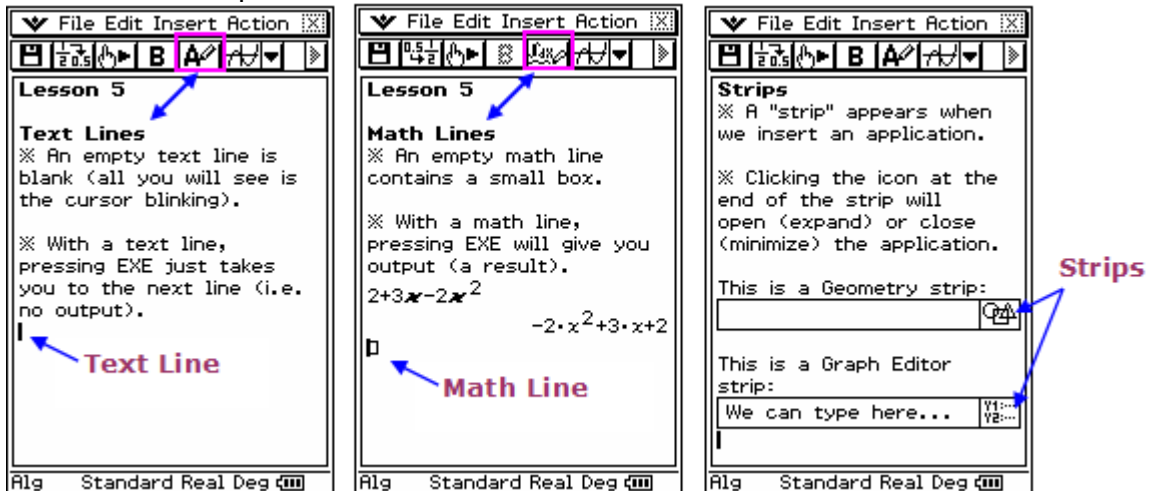 File Edit Insert Action
B A
Lesson 5
Text Lines
※ An empty text line is
blank (all you will see is
the cursor blinking).
※ With a text line,
pressing EXE just takes
you to the next line (i.e.
no output).
Text Line
Alg Standard Real Deg
File Edit Insert Action
Lesson 5
Math Lines
※ An empty math line
contains a small box.
※ With a math line,
pressing EXE will give you
output (a result).
2+3x-2x²
-2·x²+3·x+2
Math Line
Alg Standard Real Deg
File Edit Insert Action
B A
Strips
※ A "strip" appears when
we insert an application.
※ Clicking the icon at the
end of the strip will
open (expand) or close
(minimize) the application.
This is a Geometry strip:
This is a Graph Editor
strip:
We can type here...
Y1:...
Y2:...
Strips
Alg Standard Real Deg